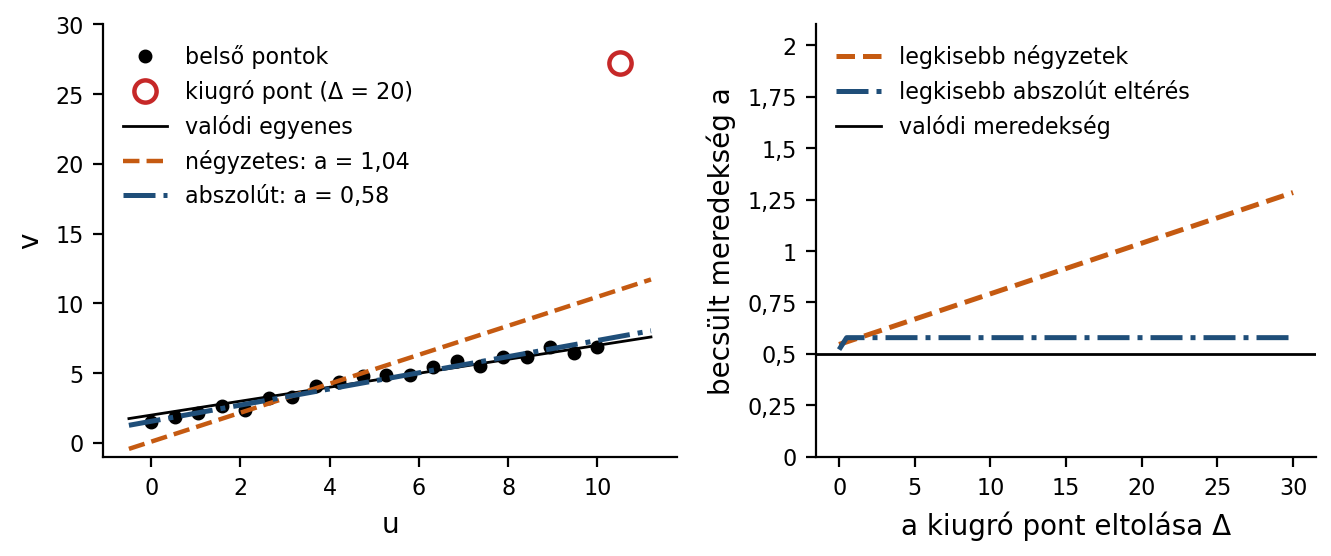 30
25
20
15
10
5
0
v
belső pontok
kiugró pont (Δ = 20)
valódi egyenes
négyzetes: a = 1,04
abszolút: a = 0,58
0 2 4 6 8 10
u
2
1,75
1,5
1,25
1
0,75
0,5
0,25
0
becsült meredekség a
legkisebb négyzetek
legkisebb abszolút eltérés
valódi meredekség
0 5 10 15 20 25 30
a kiugró pont eltolása Δ